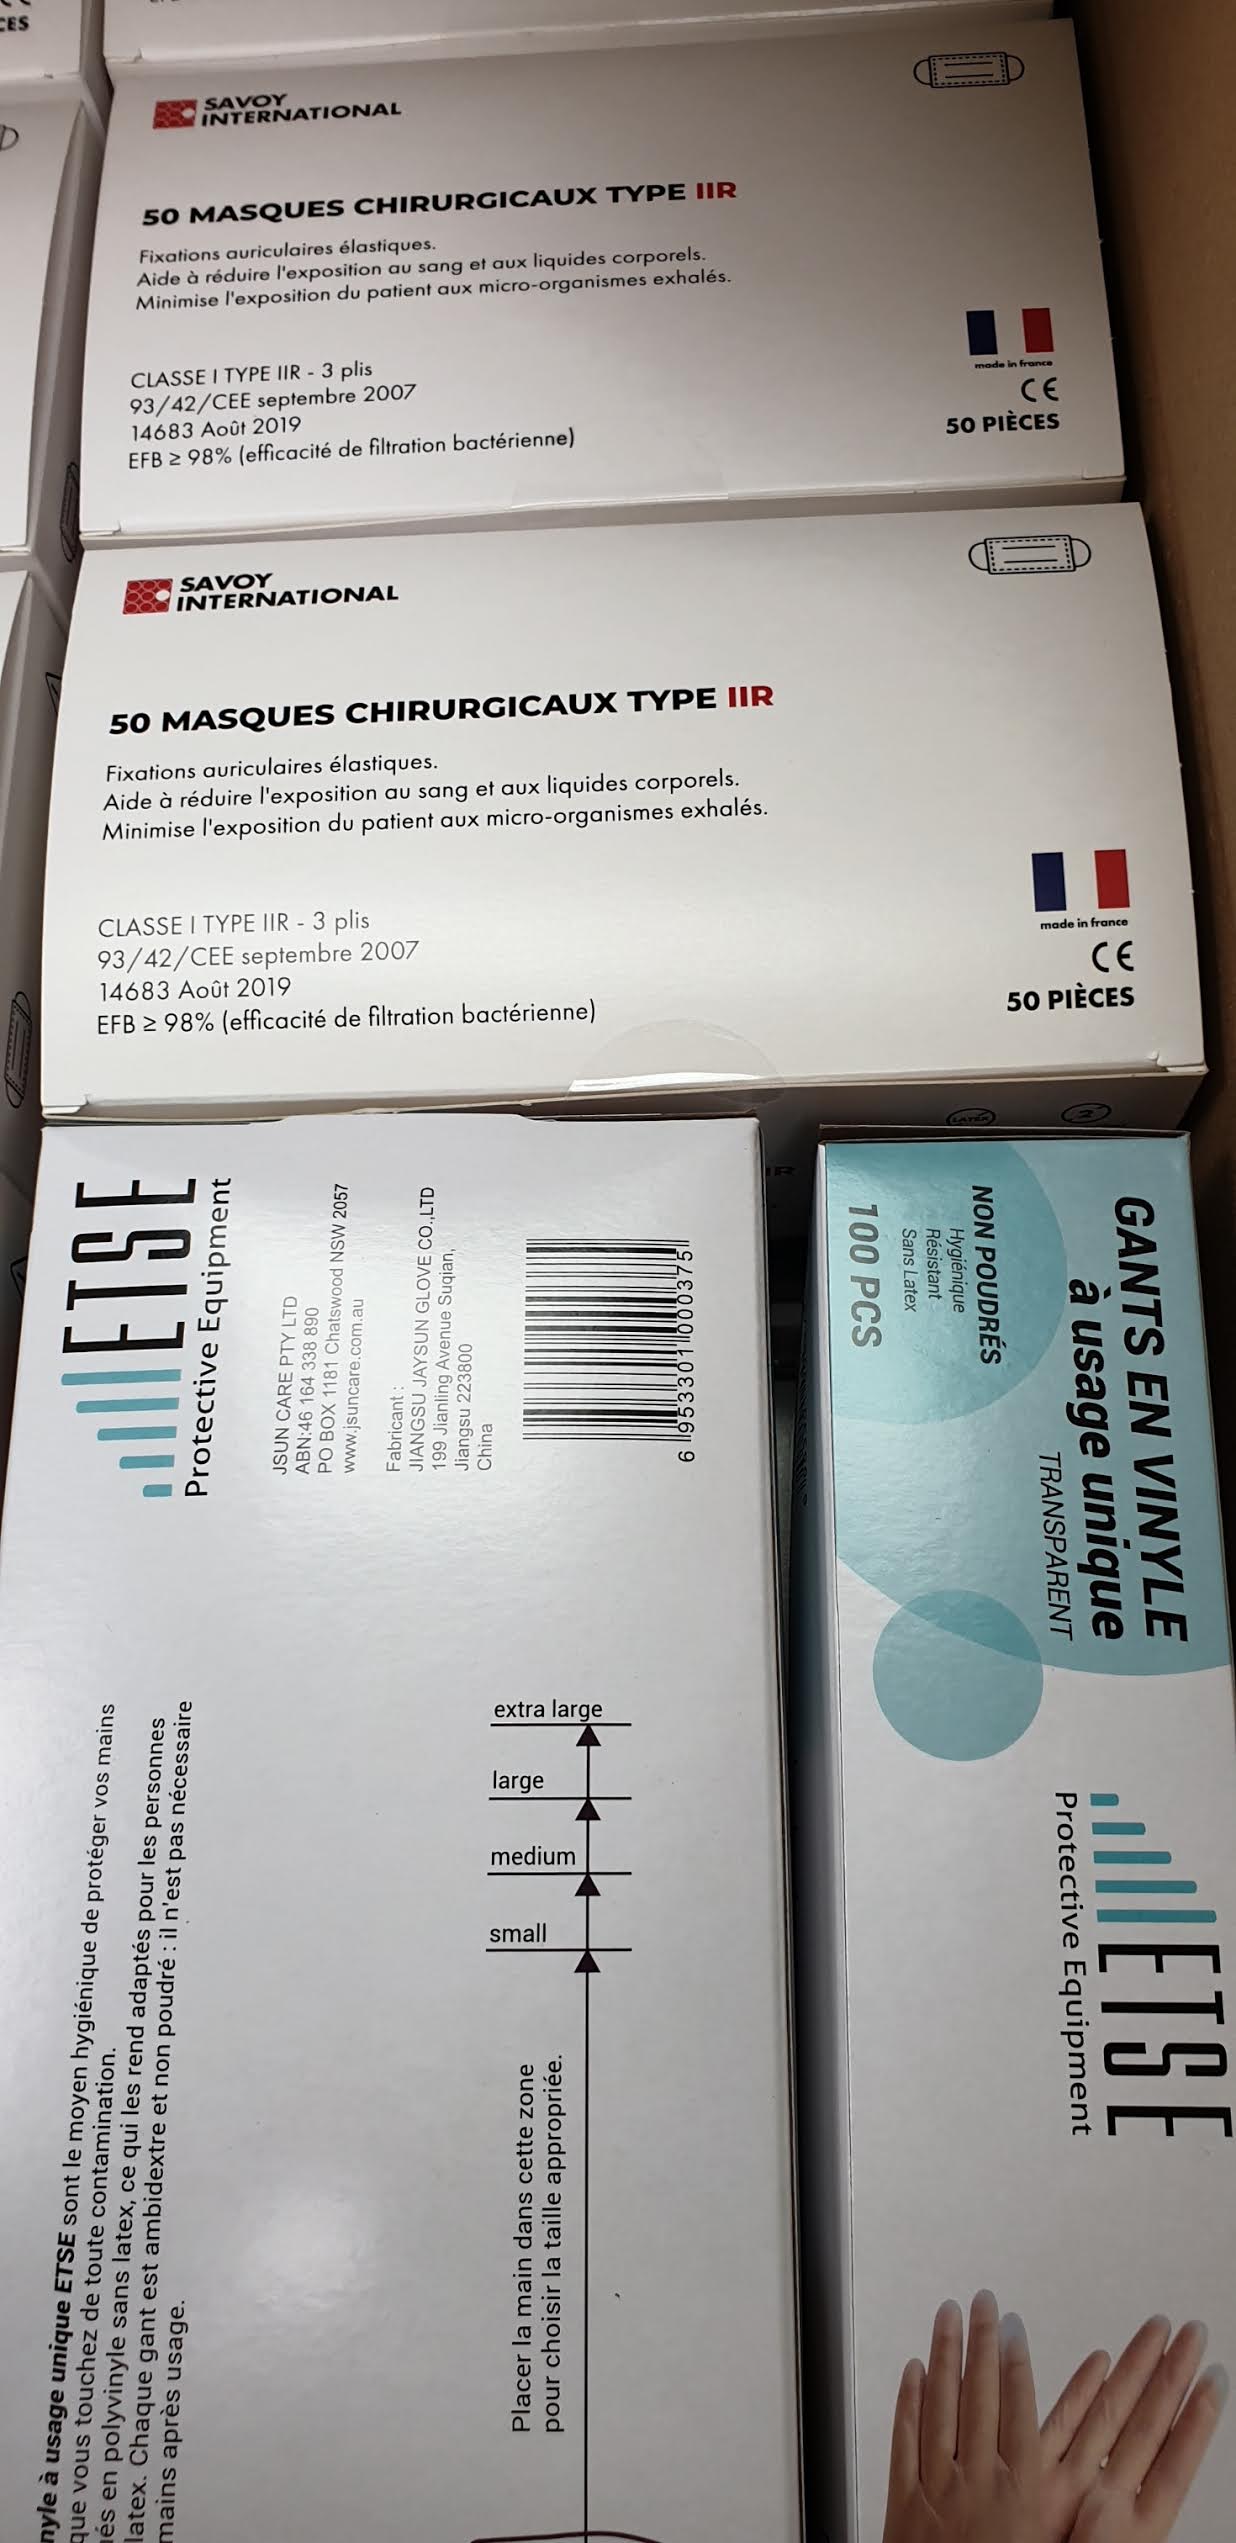 CES
SAVOY
INTERNATIONAL
50 MASQUES CHIRURGICAUX TYPE IIR
Fixations auriculaires élastiques.
Aide à réduire l'exposition au sang et aux liquides corporels.
Minimise l'exposition du patient aux micro-organismes exhalés.
CLASSE I TYPE IIR - 3 plis
93/42/CEE septembre 2007
14683 Août 2019
EFB ≥ 98% (efficacité de filtration bactérienne)
made in france
CE
50 PIÈCES
SAVOY
INTERNATIONAL
50 MASQUES CHIRURGICAUX TYPE IIR
Fixations auriculaires élastiques.
Aide à réduire l'exposition au sang et aux liquides corporels.
Minimise l'exposition du patient aux micro-organismes exhalés.
CLASSE I TYPE IIR - 3 plis
93/42/CEE septembre 2007
14683 Août 2019
EFB ≥ 98% (efficacité de filtration bactérienne)
made in france
CE
50 PIÈCES
LATEX
2
ETSE
Protective Equipment
JSUN CARE PTY LTD
ABN:46 164 338 890
PO BOX 1181 Chatswood NSW 2057
www.jsuncare.com.au
Fabricant :
JIANGSU JAYSUN GLOVE CO.,LTD
199 Jianling Avenue Suqian,
Jiangsu 223800
China
6 953301 000375
extra large
large
medium
small
Placer la main dans cette zone
pour choisir la taille appropriée.
nyle à usage unique ETSE sont le moyen hygiénique de protéger vos mains
que vous touchez de toute contamination.
és en polyvinyle sans latex, ce qui les rend adaptés pour les personnes
latex. Chaque gant est ambidextre et non poudré : il n'est pas nécessaire
mains après usage.
GANTS EN VINYLE
à usage unique
TRANSPARENT
NON POUDRÉS
Hygiénique
Résistant
Sans Latex
100 PCS
ETSE
Protective Equipment